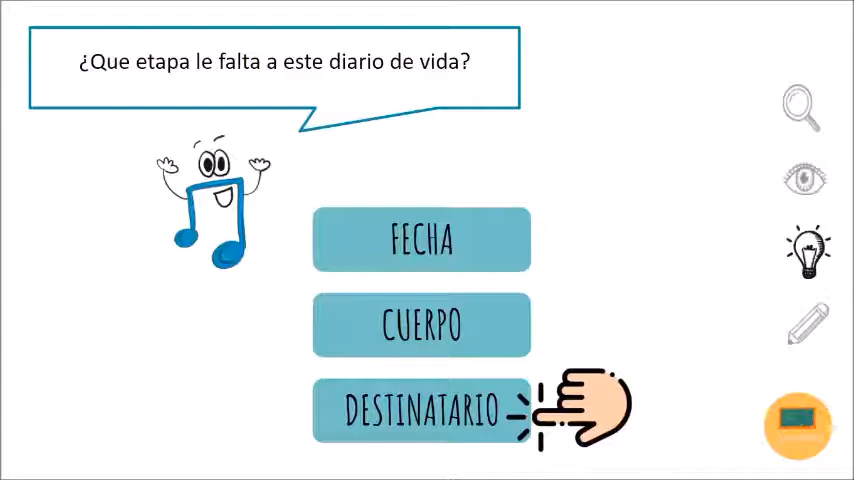 ¿Que etapa le falta a este diario de vida?
FECHA
CUERPO
DESTINATARIO